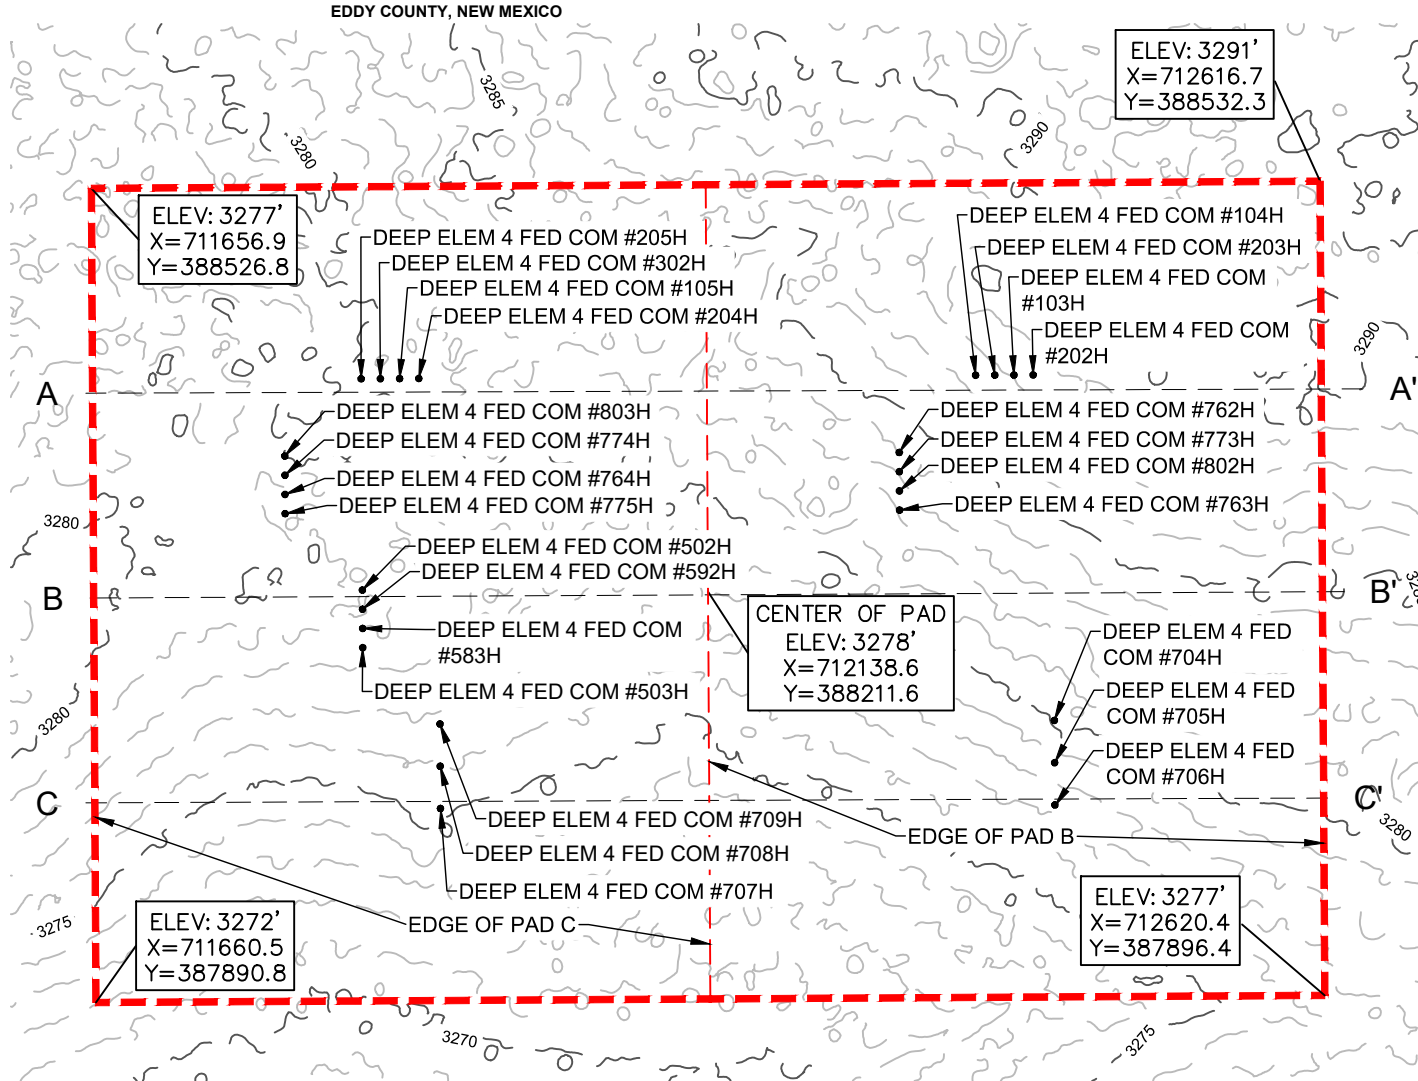 EDDY COUNTY, NEW MEXICO
3285
3280
3290
ELEV: 3291'
X=712616.7
Y=388532.3
ELEV: 3277'
X=711656.9
Y=388526.8
DEEP ELEM 4 FED COM #205H
DEEP ELEM 4 FED COM #302H
DEEP ELEM 4 FED COM #105H
DEEP ELEM 4 FED COM #204H
DEEP ELEM 4 FED COM #104H
DEEP ELEM 4 FED COM #203H
DEEP ELEM 4 FED COM
#103H
DEEP ELEM 4 FED COM
#202H
3290
A
A'
DEEP ELEM 4 FED COM #803H
DEEP ELEM 4 FED COM #774H
DEEP ELEM 4 FED COM #764H
DEEP ELEM 4 FED COM #775H
DEEP ELEM 4 FED COM #762H
DEEP ELEM 4 FED COM #773H
DEEP ELEM 4 FED COM #802H
DEEP ELEM 4 FED COM #763H
3280
DEEP ELEM 4 FED COM #502H
DEEP ELEM 4 FED COM #592H
DEEP ELEM 4 FED COM
#583H
DEEP ELEM 4 FED COM #503H
B
B'
CENTER OF PAD
ELEV: 3278'
X=712138.6
Y=388211.6
DEEP ELEM 4 FED
COM #704H
DEEP ELEM 4 FED
COM #705H
DEEP ELEM 4 FED
COM #706H
3280
C
C'
3280
DEEP ELEM 4 FED COM #709H
DEEP ELEM 4 FED COM #708H
DEEP ELEM 4 FED COM #707H
EDGE OF PAD B
EDGE OF PAD C
3275
ELEV: 3272'
X=711660.5
Y=387890.8
ELEV: 3277'
X=712620.4
Y=387896.4
3270
3275